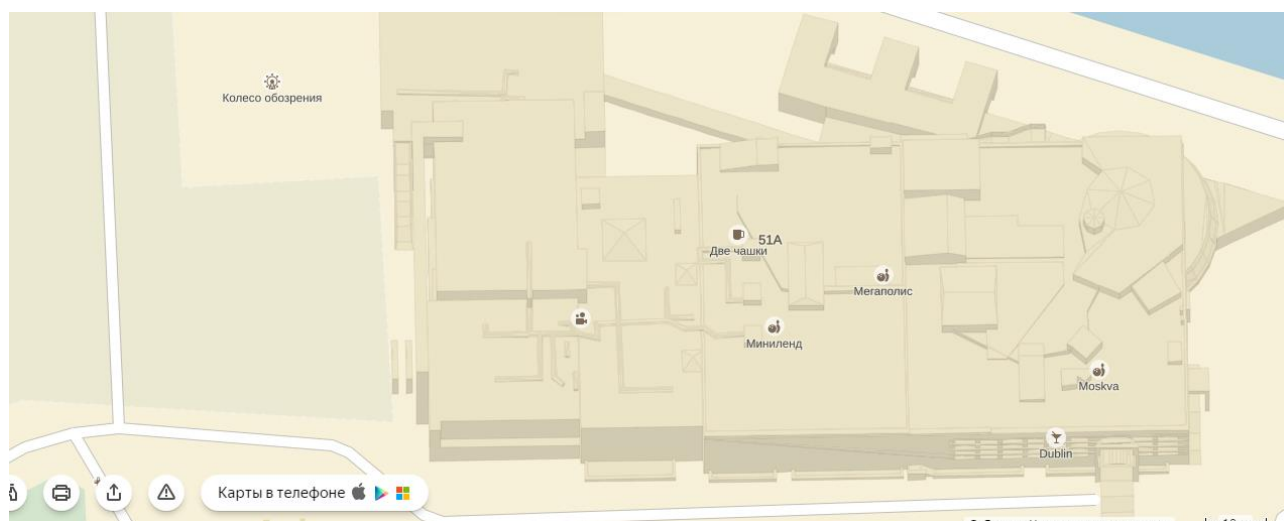 Колесо обозрения
51А
Две чашки
Мегаполис
Миниленд
Moskva
Dublin
Карты в телефоне